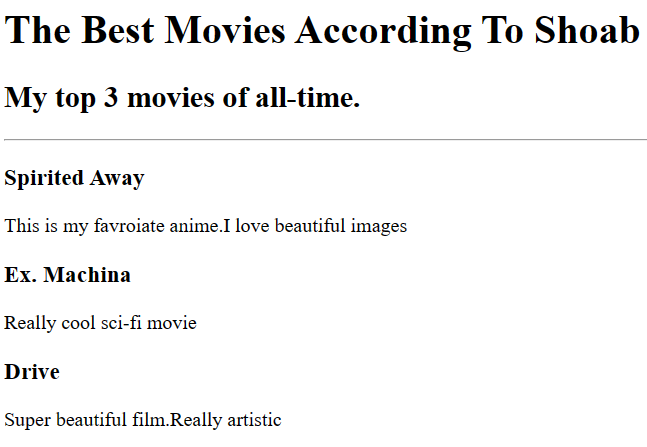 The Best Movies According To Shoab
My top 3 movies of all-time.
Spirited Away
This is my favroiate anime.I love beautiful images
Ex. Machina
Really cool sci-fi movie
Drive
Super beautiful film.Really artistic